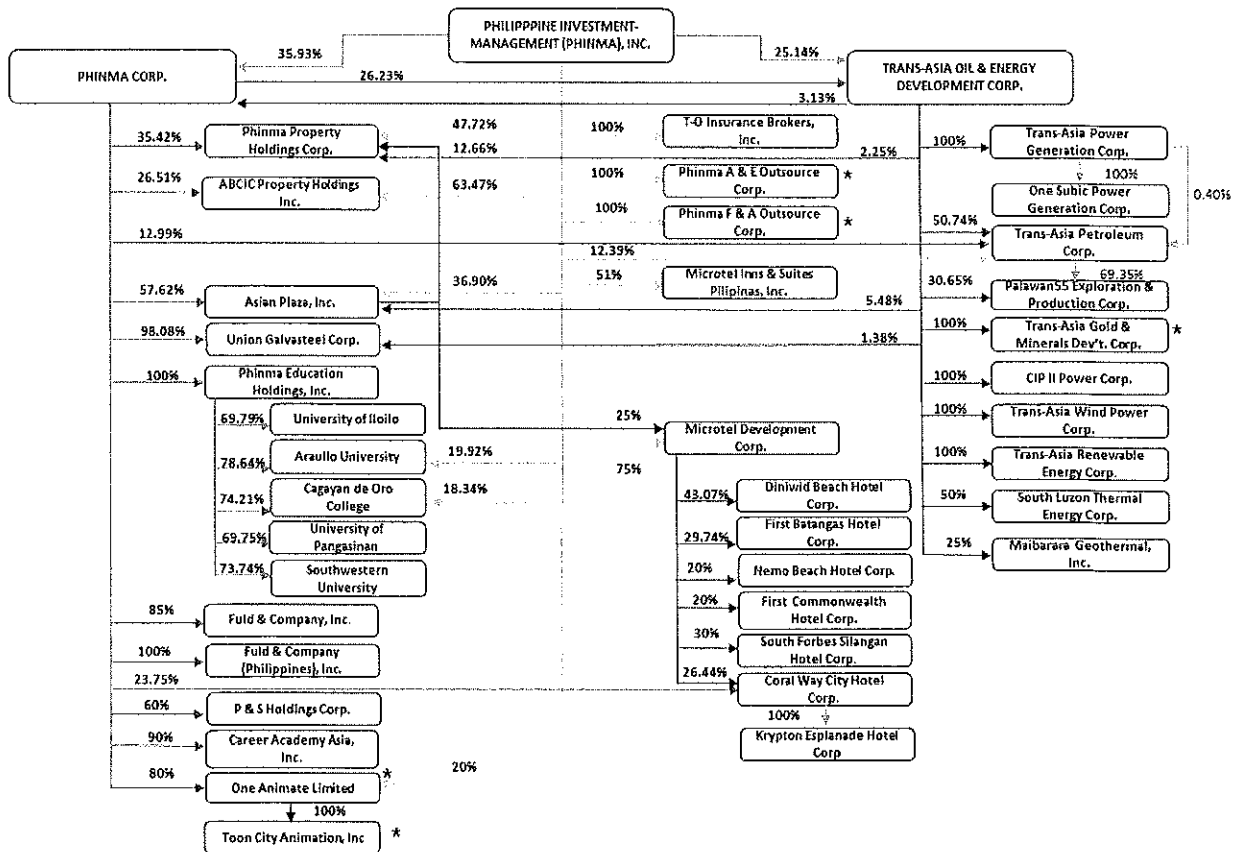 PHILIPPPINE INVESTMENT-
MANAGEMENT (PHINMA), INC.
35.93%
25.14%
PHINMA CORP.
26.23%
TRANS-ASIA OIL & ENERGY
DEVELOPMENT CORP.
3.13%
35.42%
Phinma Property
Holdings Corp.
47.72%
12.66%
100%
T-O Insurance Brokers,
Inc.
2.25%
100%
Trans-Asia Power
Generation Corp.
26.51%
ABCIC Property Holdings
Inc.
63.47%
100%
Phinma A & E Outsource
Corp.
*
100%
One Subic Power
Generation Corp.
0.40%
100%
Phinma F & A Outsource
Corp.
*
50.74%
Trans-Asia Petroleum
Corp.
12.99%
12.39%
69.35%
57.62%
Asian Plaza, Inc.
36.90%
51%
Microtel Inns & Suites
Pilipinas, Inc.
5.48%
30.65%
Palawan55 Exploration &
Production Corp.
98.08%
Union Galvasteel Corp.
1.38%
100%
Trans-Asia Gold &
Minerals Dev't. Corp.
*
100%
Phinma Education
Holdings, Inc.
100%
CIP II Power Corp.
69.79%
University of Iloilo
25%
Microtel Development
Corp.
75%
100%
Trans-Asia Wind Power
Corp.
78.64%
Araullo University
19.92%
100%
Trans-Asia Renewable
Energy Corp.
74.21%
Cagayan de Oro
College
18.34%
43.07%
Diniwid Beach Hotel
Corp.
50%
South Luzon Thermal
Energy Corp.
69.75%
University of
Pangasinan
29.74%
First Batangas Hotel
Corp.
25%
Maibarara Geothermal,
Inc.
73.74%
Southwestern
University
20%
Nemo Beach Hotel Corp.
85%
Fuld & Company, Inc.
20%
First Commonwealth
Hotel Corp.
100%
Fuld & Company
(Philippines), Inc.
30%
South Forbes Silangan
Hotel Corp.
23.75%
26.44%
Coral Way City Hotel
Corp.
60%
P & S Holdings Corp.
100%
Krypton Esplanade Hotel
Corp
90%
Career Academy Asia,
Inc.
80%
One Animate Limited
*
20%
100%
Toon City Animation, Inc
*